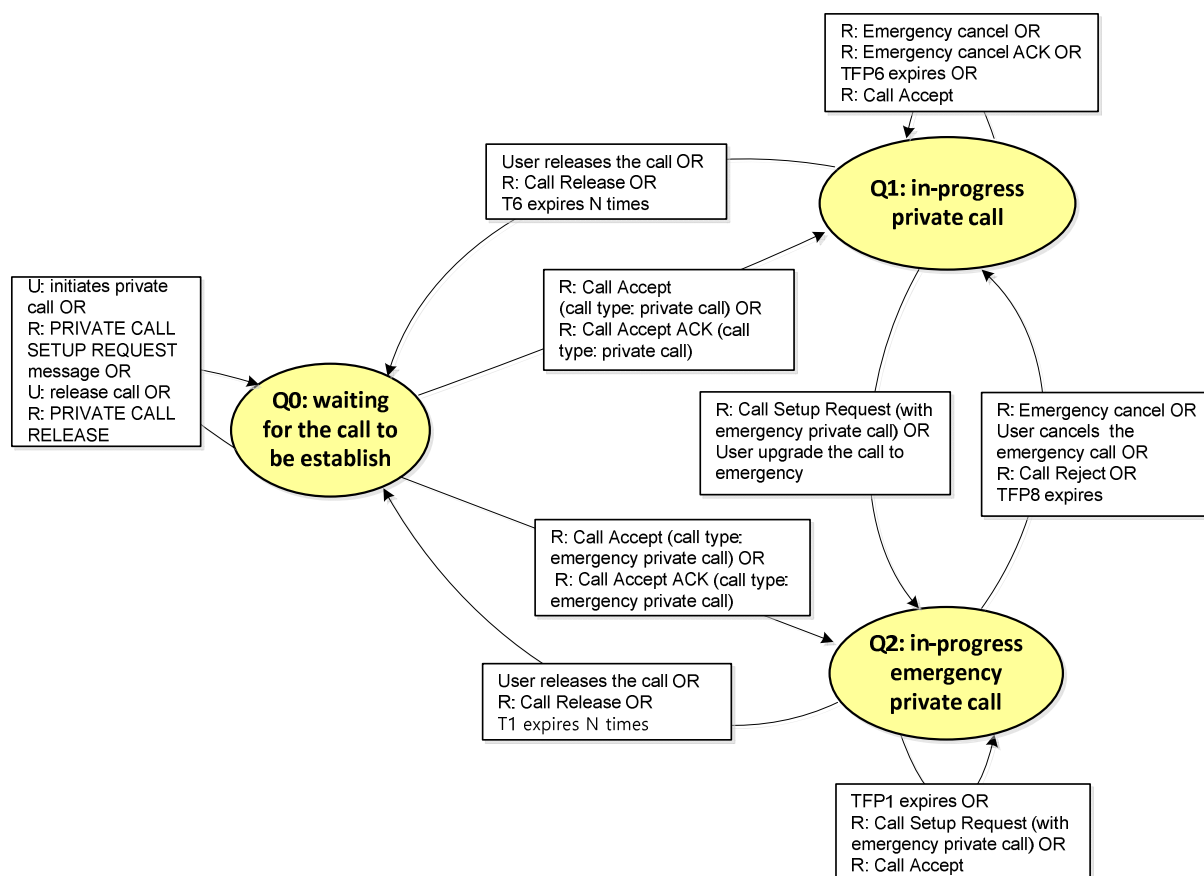 R: Emergency cancel OR
R: Emergency cancel ACK OR
TFP6 expires OR
R: Call Accept
User releases the call OR
R: Call Release OR
T6 expires N times
Q1: in-progress
private call
U: initiates private
call OR
R: PRIVATE CALL
SETUP REQUEST
message OR
U: release call OR
R: PRIVATE CALL
RELEASE
R: Call Accept
(call type: private call) OR
R: Call Accept ACK (call
type: private call)
Q0: waiting
for the call to
be establish
R: Call Setup Request (with
emergency private call) OR
User upgrade the call to
emergency
R: Emergency cancel OR
User cancels the
emergency call OR
R: Call Reject OR
TFP8 expires
R: Call Accept (call type:
emergency private call) OR
R: Call Accept ACK (call type:
emergency private call)
Q2: in-progress
emergency
private call
User releases the call OR
R: Call Release OR
T1 expires N times
TFP1 expires OR
R: Call Setup Request (with
emergency private call) OR
R: Call Accept